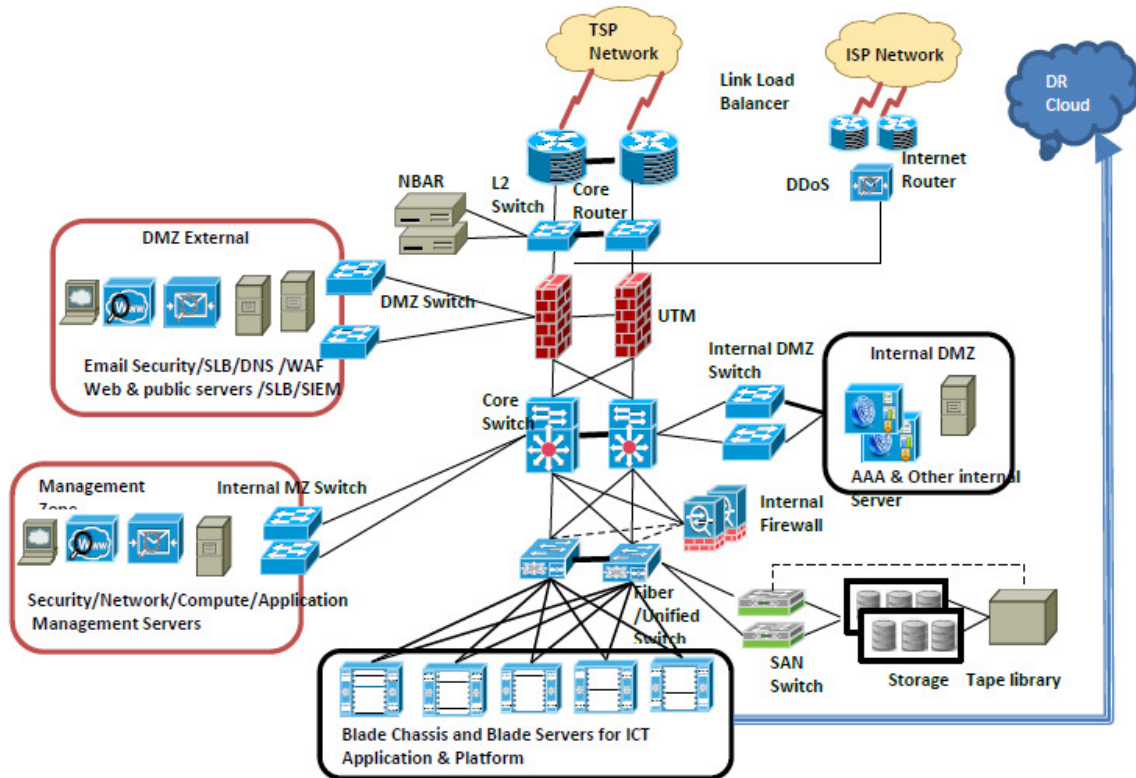 TSP
Network
ISP Network
Link Load
Balancer
DR
Cloud
NBAR
L2
Switch
Core
Router
DDoS
Internet
Router
DMZ External
DMZ Switch
UTM
Email Security/SLB/DNS /WAF
Web & public servers /SLB/SIEM
Internal DMZ
Switch
Internal DMZ
Core
Switch
AAA & Other internal
Server
Management
Internal MZ Switch
Internal
Firewall
Security/Network/Compute/Application
Management Servers
Fiber
/Unified
Switch
SAN
Switch
Storage
Tape library
Blade Chassis and Blade Servers for ICT
Application & Platform